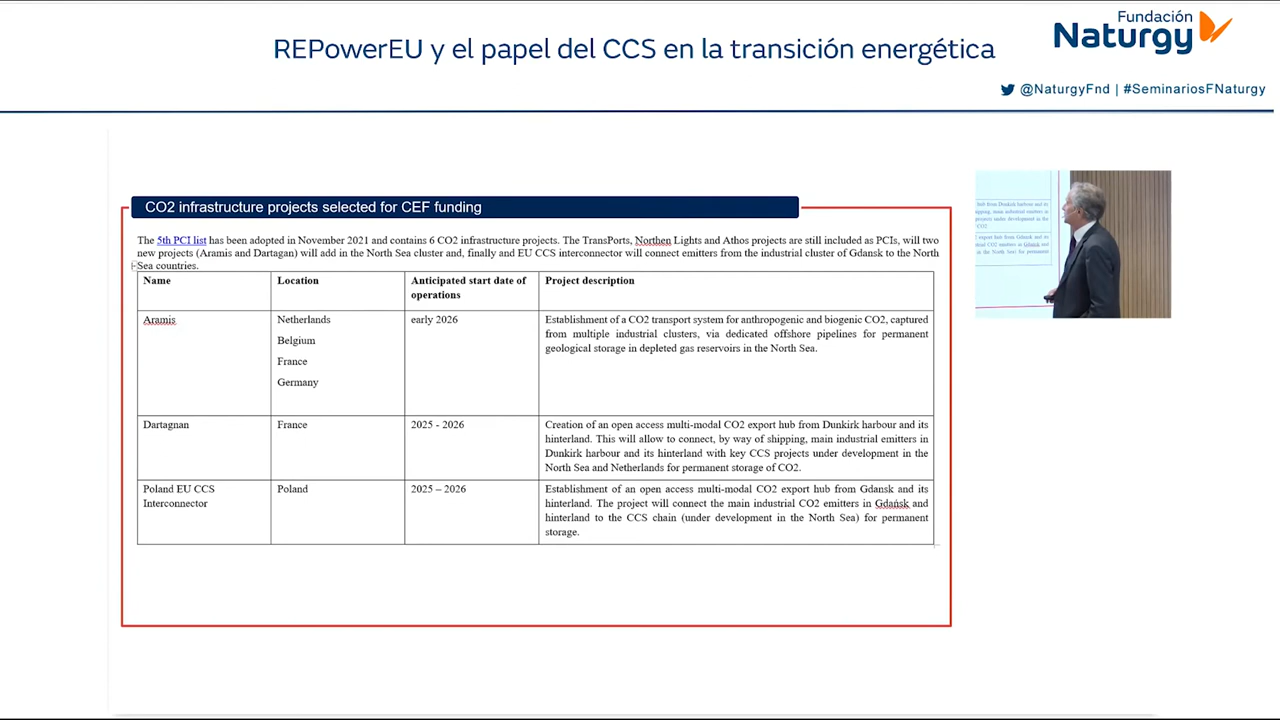 Fundación
Naturgy
REPowerEU y el papel del CCS en la transición energética
@NaturgyFnd | #SeminariosFNaturgy
CO2 infrastructure projects selected for CEF funding
The 5th PCI list has been adopted in November 2021 and contains 6 CO2 infrastructure projects. The TransPorts, Northen Lights and Athos projects are still included as PCIs, will two
new projects (Aramis and Dartagan) will add in the North Sea cluster and, finally and EU CCS interconnector will connect emitters from the industrial cluster of Gdansk to the North
Sea countries.
Name
Location
Anticipated start date of
operations
Project description
Aramis
Netherlands
Belgium
France
Germany
early 2026
Establishment of a CO2 transport system for anthropogenic and biogenic CO2, captured
from multiple industrial clusters, via dedicated offshore pipelines for permanent
geological storage in depleted gas reservoirs in the North Sea.
Dartagnan
France
2025 - 2026
Creation of an open access multi-modal CO2 export hub from Dunkirk harbour and its
hinterland. This will allow to connect, by way of shipping, main industrial emitters in
Dunkirk harbour and its hinterland with key CCS projects under development in the
North Sea and Netherlands for permanent storage of CO2.
Poland EU CCS
Interconnector
Poland
2025 – 2026
Establishment of an open access multi-modal CO2 export hub from Gdansk and its
hinterland. The project will connect the main industrial CO2 emitters in Gdańsk and
hinterland to the CCS chain (under development in the North Sea) for permanent
storage.